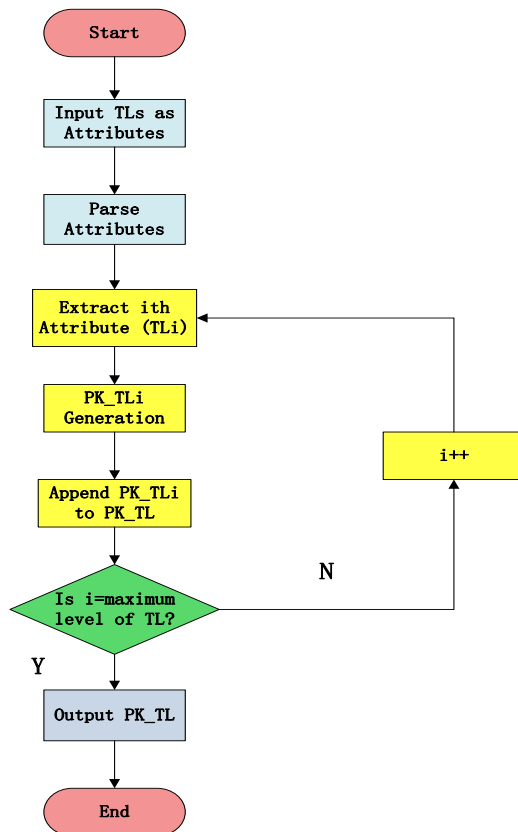 Start
Input TLs as
Attributes
Parse
Attributes
Extract ith
Attribute (TLi)
PK_TLi
Generation
i++
Append PK_TLi
to PK_TL
N
Is i=maximum
level of TL?
Y
Output PK_TL
End